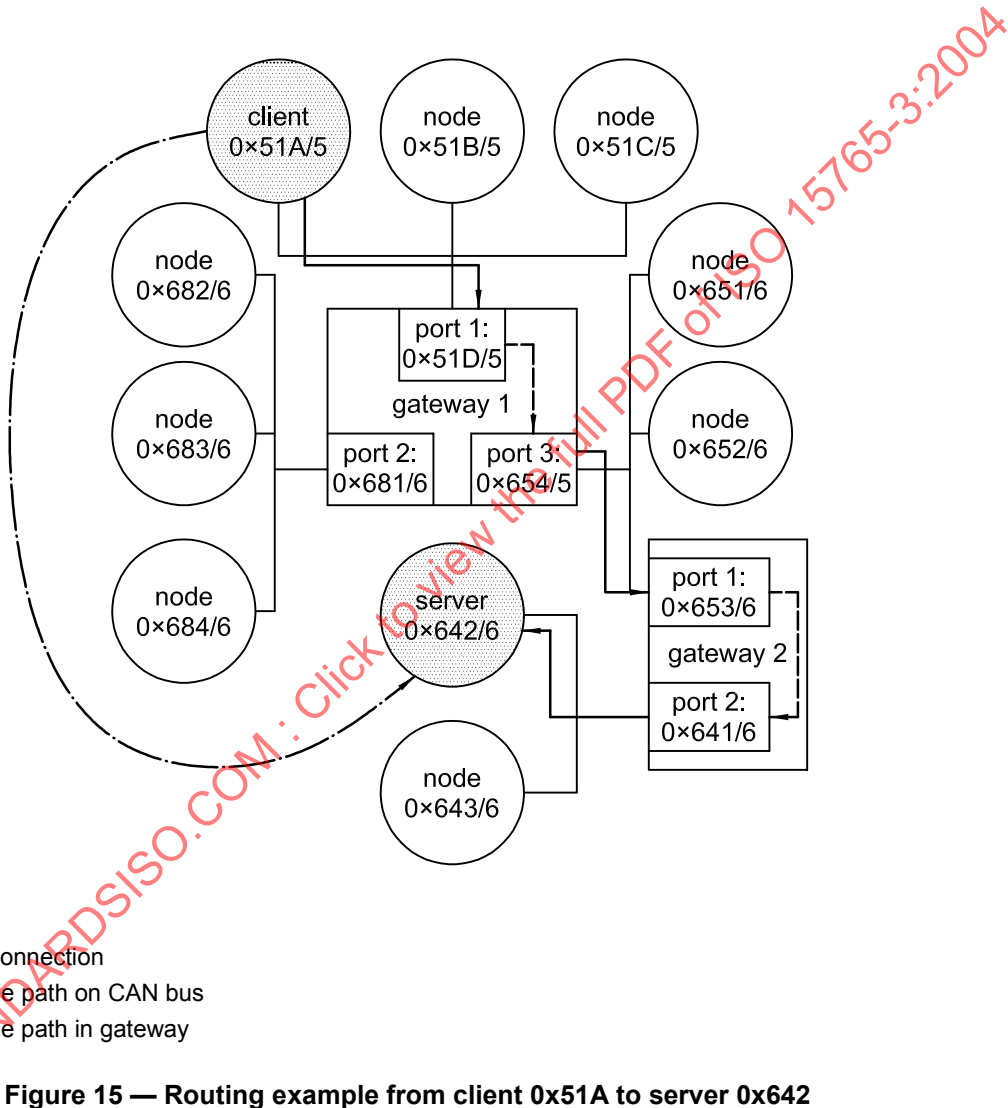 client
0×51A/5
node
0×51B/5
node
0×51C/5
node
0×682/6
node
0×651/6
port 1:
0×51D/5
gateway 1
node
0×683/6
port 2:
0×681/6
port 3:
0×654/5
node
0×652/6
node
0×684/6
server
0×642/6
port 1:
0×653/6
gateway 2
port 2:
0×641/6
node
0×643/6
onnection
e path on CAN bus
e path in gateway
Figure 15 — Routing example from client 0x51A to server 0x642
NDARDSISO.COM : Click to view the full PDF of ISO 15765-3:2004